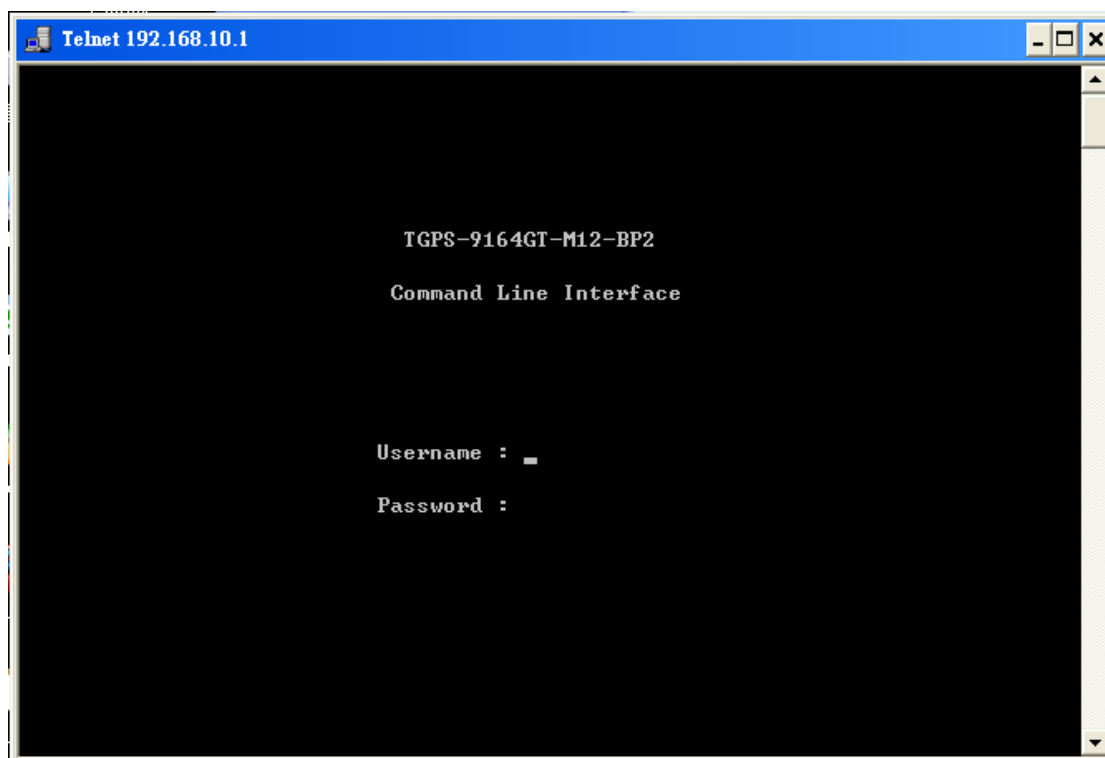 Telnet 192.168.10.1
TGPS-9164GT-M12-BP2
Command Line Interface
Username : _
Password :